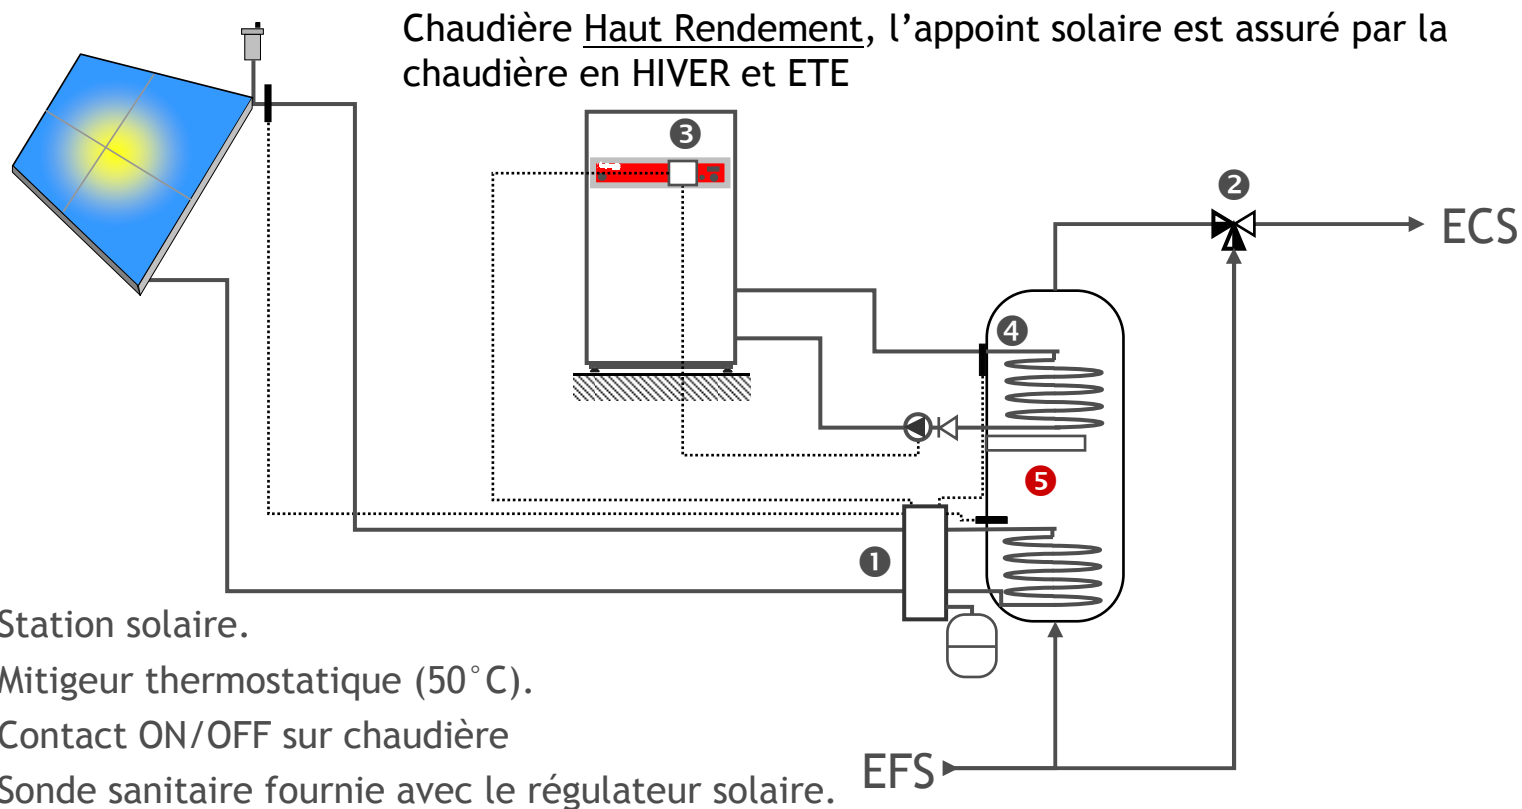 Chaudière Haut Rendement, l’appoint solaire est assuré par la
chaudière en HIVER et ETE
❸
❷
ECS
❹
❺
❶
Station solaire.
Mitigeur thermostatique (50°C).
Contact ON/OFF sur chaudière
EFS
Sonde sanitaire fournie avec le régulateur solaire.